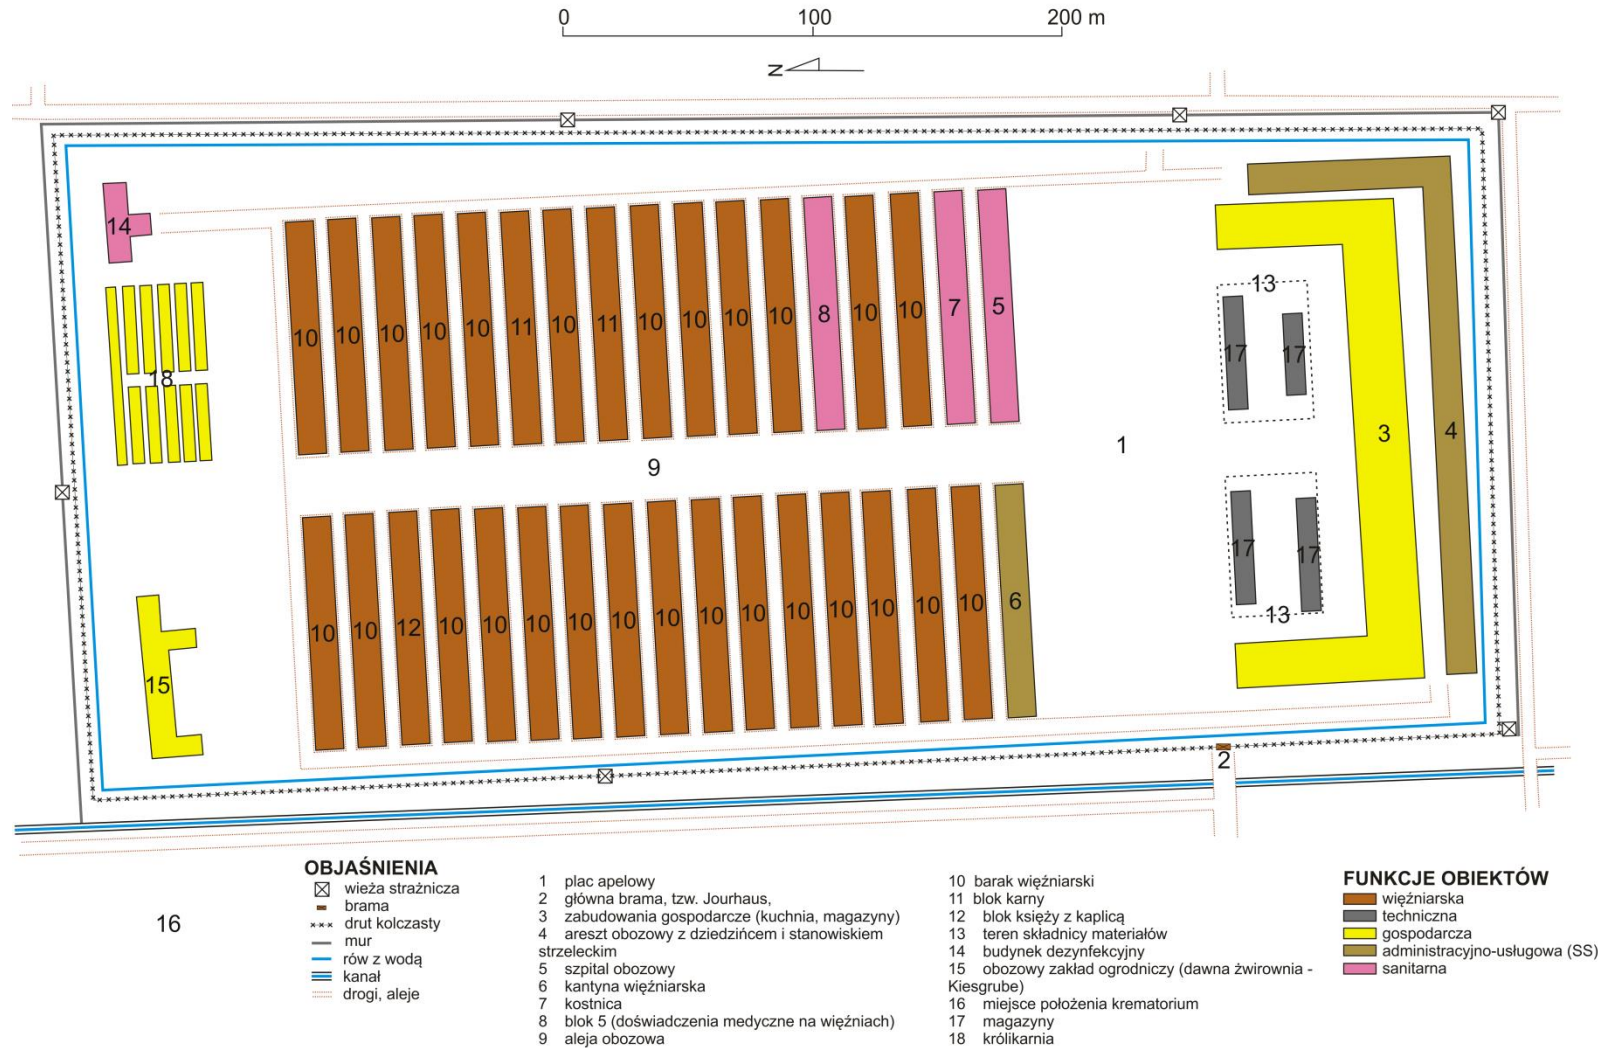 0 100 200 m
N
14
18
15
10 10 10 10 10 11 10 11 10 10 10 10 8 10 10 7 5
9
1
10 10 12 10 10 10 10 10 10 10 10 10 10 10 10 10 6
13
17 17
3
4
17 17
13
2
16
OBJAŚNIENIA
wieża strażnicza
brama
drut kolczasty
mur
rów z wodą
kanał
drogi, aleje
1 plac apelowy
2 główna brama, tzw. Jourhaus,
3 zabudowania gospodarcze (kuchnia, magazyny)
4 areszt obozowy z dziedzińcem i stanowiskiem
strzeleckim
5 szpital obozowy
6 kantyna więźniarska
7 kostnica
8 blok 5 (doświadczenia medyczne na więźniach)
9 aleja obozowa
10 barak więźniarski
11 blok karny
12 blok księży z kaplicą
13 teren składnicy materiałów
14 budynek dezynfekcyjny
15 obozowy zakład ogrodniczy (dawna żwirownia -
Kiesgrube)
16 miejsce położenia krematorium
17 magazyny
18 królikarnia
FUNKCJE OBIEKTÓW
więźniarska
techniczna
gospodarcza
administracyjno-usługowa (SS)
sanitarna